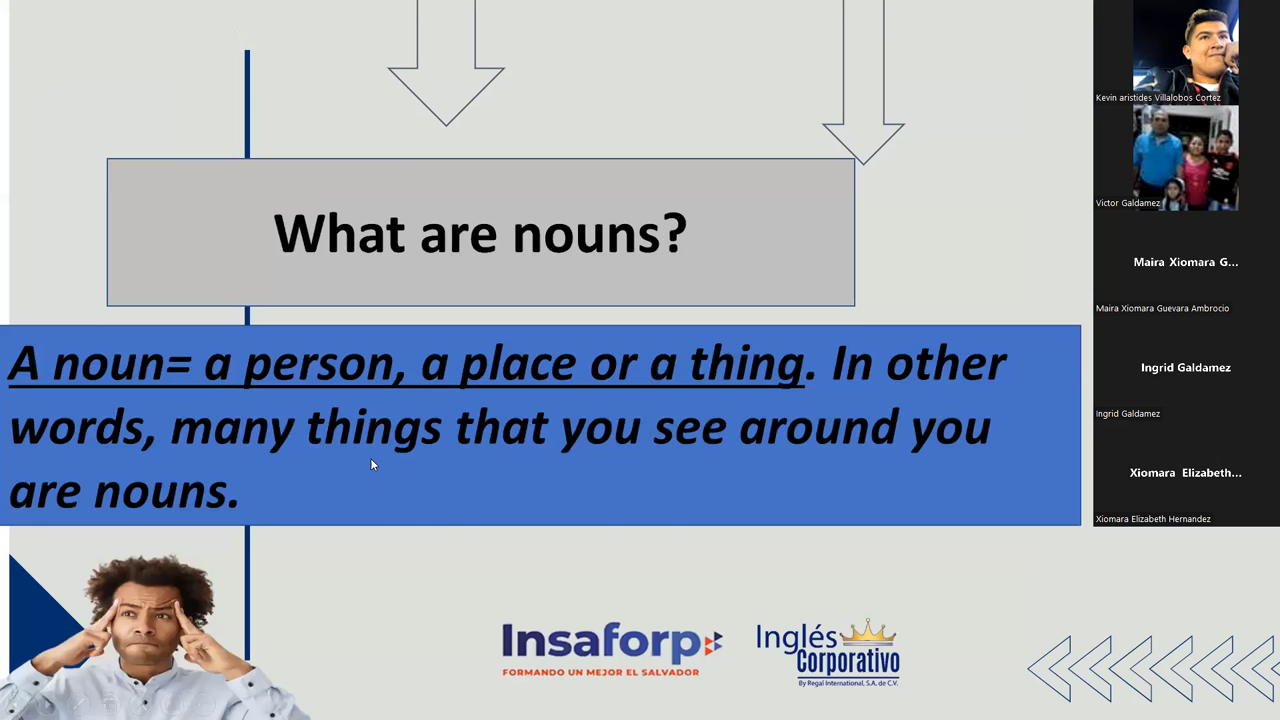 What are nouns?
A noun= a person, a place or a thing. In other
words, many things that you see around you
are nouns.
Insaforp
FORMANDO UN MEJOR EL SALVADOR
Inglés
Corporativo
By Regal International, S.A. de C.V.
Kevin aristides Villalobos Cortez
Victor Galdamez
Maira Xiomara G...
Maira Xiomara Guevara Ambrocio
Ingrid Galdamez
Ingrid Galdamez
Xiomara Elizabeth...
Xiomara Elizabeth Hernandez